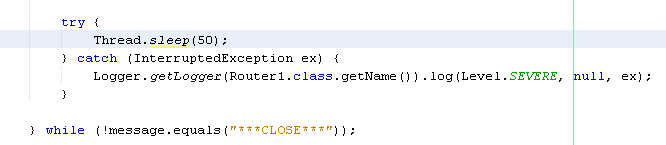 try {
Thread.sleep(50);
} catch (InterruptedException ex) {
Logger.getLogger(Router1.class.getName()).log(Level.SEVERE, null, ex);
}
} while (!message.equals("***CLOSE***"));